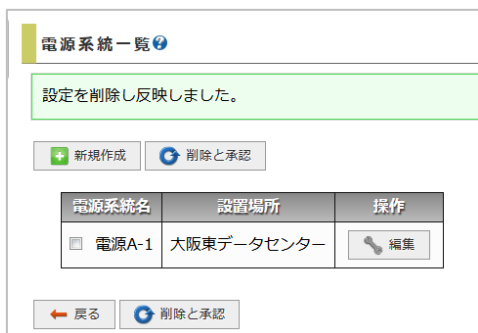 電源系統一覧?
設定を削除し反映しました。
新規作成 削除と承認
電源系統名 設置場所 操作
電源A-1 大阪東データセンター 編集
戻る 削除と承認